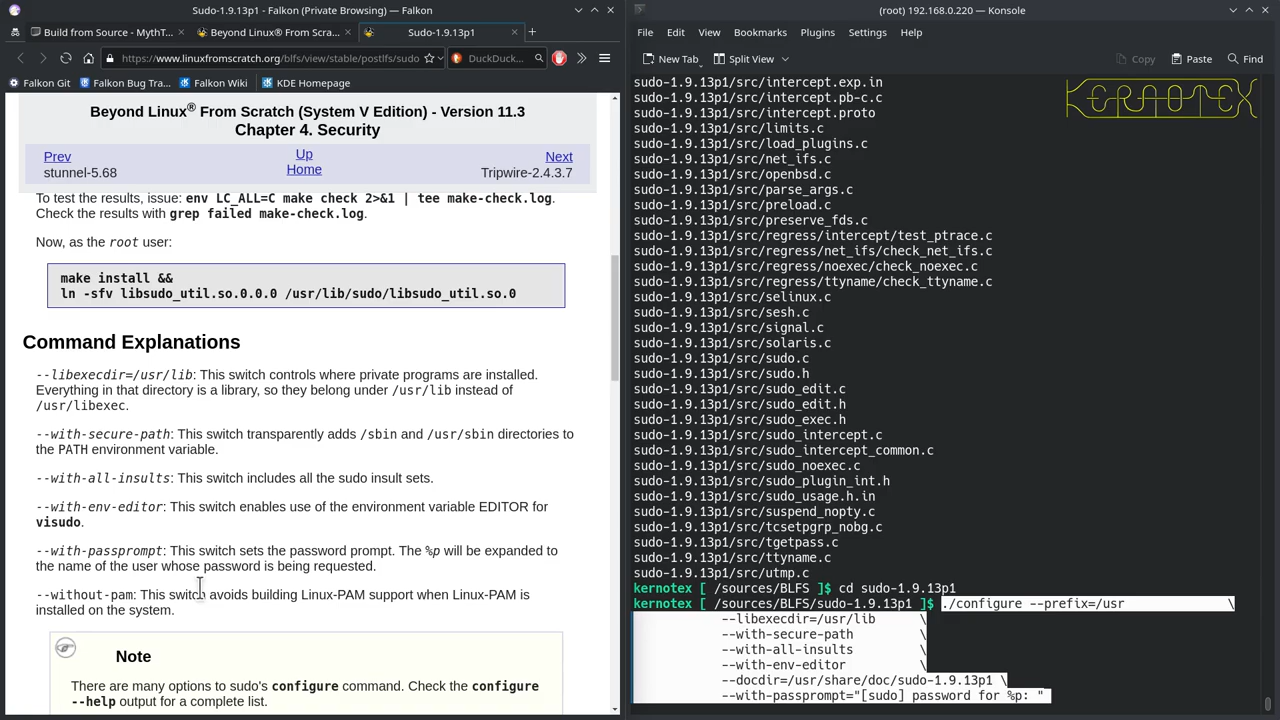 Sudo-1.9.13p1 - Falkon (Private Browsing) — Falkon
Build from Source - MythT...
Beyond Linux® From Scra...
Sudo-1.9.13p1
https://www.linuxfromscratch.org/blfs/view/stable/postlfs/sudo
DuckDuck...
Falkon Git
Falkon Bug Tra...
Falkon Wiki
KDE Homepage
Beyond Linux® From Scratch (System V Edition) - Version 11.3
Chapter 4. Security
Prev
Up
Next
stunnel-5.68
Home
Tripwire-2.4.3.7
To test the results, issue: env LC_ALL=C make check 2>&1 | tee make-check.log.
Check the results with grep failed make-check.log.
Now, as the root user:
make install &&
ln -sfv libsudo_util.so.0.0.0 /usr/lib/sudo/libsudo_util.so.0
Command Explanations
--libexecdir=/usr/lib: This switch controls where private programs are installed.
Everything in that directory is a library, so they belong under /usr/lib instead of
/usr/libexec.
--with-secure-path: This switch transparently adds /sbin and /usr/sbin directories to
the PATH environment variable.
--with-all-insults: This switch includes all the sudo insult sets.
--with-env-editor: This switch enables use of the environment variable EDITOR for
visudo.
--with-passprompt: This switch sets the password prompt. The %p will be expanded to
the name of the user whose password is being requested.
--without-pam: This switch avoids building Linux-PAM support when Linux-PAM is
installed on the system.
Note
There are many options to sudo's configure command. Check the configure
--help output for a complete list.
(root) 192.168.0.220 — Konsole
File Edit View Bookmarks Plugins Settings Help
New Tab Split View Copy Paste Find
KERNOTEX
sudo-1.9.13p1/src/intercept.exp.in
sudo-1.9.13p1/src/intercept.pb-c.c
sudo-1.9.13p1/src/intercept.proto
sudo-1.9.13p1/src/limits.c
sudo-1.9.13p1/src/load_plugins.c
sudo-1.9.13p1/src/net_ifs.c
sudo-1.9.13p1/src/openbsd.c
sudo-1.9.13p1/src/parse_args.c
sudo-1.9.13p1/src/preload.c
sudo-1.9.13p1/src/preserve_fds.c
sudo-1.9.13p1/src/regress/intercept/test_ptrace.c
sudo-1.9.13p1/src/regress/net_ifs/check_net_ifs.c
sudo-1.9.13p1/src/regress/noexec/check_noexec.c
sudo-1.9.13p1/src/regress/ttyname/check_ttyname.c
sudo-1.9.13p1/src/selinux.c
sudo-1.9.13p1/src/sesh.c
sudo-1.9.13p1/src/signal.c
sudo-1.9.13p1/src/solaris.c
sudo-1.9.13p1/src/sudo.c
sudo-1.9.13p1/src/sudo.h
sudo-1.9.13p1/src/sudo_edit.c
sudo-1.9.13p1/src/sudo_edit.h
sudo-1.9.13p1/src/sudo_exec.h
sudo-1.9.13p1/src/sudo_intercept.c
sudo-1.9.13p1/src/sudo_intercept_common.c
sudo-1.9.13p1/src/sudo_noexec.c
sudo-1.9.13p1/src/sudo_plugin_int.h
sudo-1.9.13p1/src/sudo_usage.h.in
sudo-1.9.13p1/src/suspend_nopty.c
sudo-1.9.13p1/src/tcsetpgrp_nobg.c
sudo-1.9.13p1/src/tgetpass.c
sudo-1.9.13p1/src/ttyname.c
sudo-1.9.13p1/src/utmp.c
kernotex [ /sources/BLFS ]$ cd sudo-1.9.13p1
kernotex [ /sources/BLFS/sudo-1.9.13p1 ]$ ./configure --prefix=/usr \
--libexecdir=/usr/lib \
--with-secure-path \
--with-all-insults \
--with-env-editor \
--docdir=/usr/share/doc/sudo-1.9.13p1 \
--with-passprompt="[sudo] password for %p: "